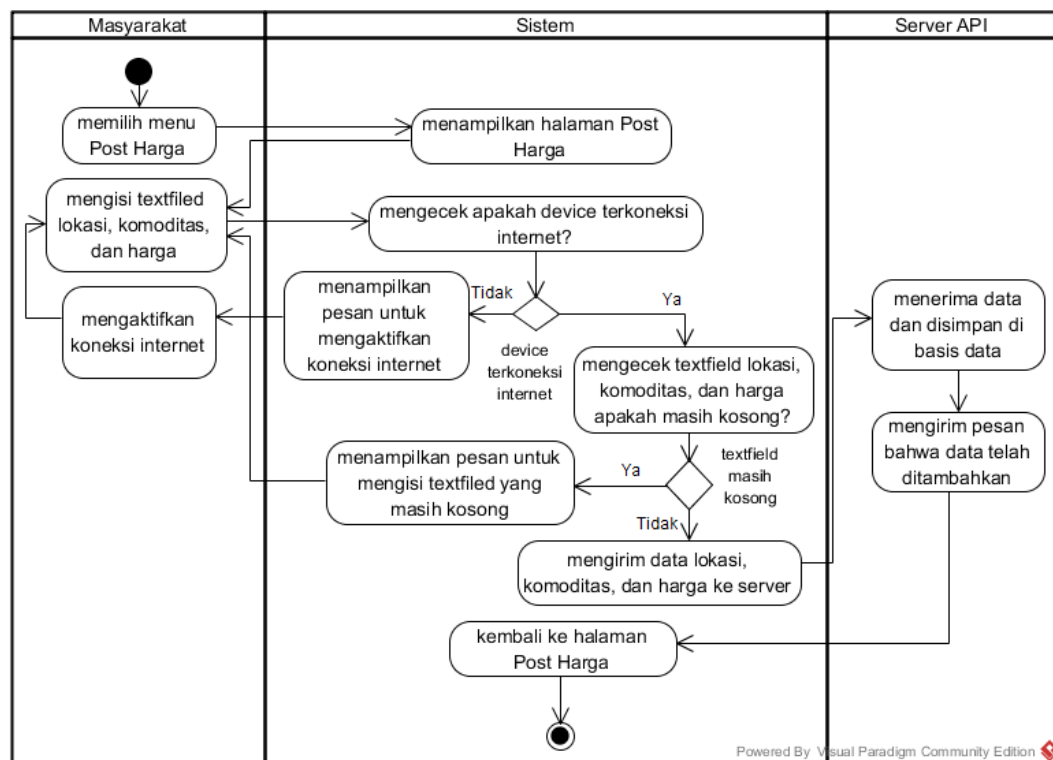 Masyarakat
Sistem
Server API
memilih menu
Post Harga
menampilkan halaman Post
Harga
mengisi textfiled
lokasi, komoditas,
dan harga
mengecek apakah device terkoneksi
internet?
mengaktifkan
koneksi internet
menampilkan
pesan untuk
mengaktifkan
koneksi internet
Tidak
Ya
device
terkoneksi
internet
mengecek textfield lokasi,
komoditas, dan harga
apakah masih kosong?
menerima data
dan disimpan di
basis data
mengirim pesan
bahwa data telah
ditambahkan
menampilkan pesan untuk
mengisi textfiled yang
masih kosong
Ya
textfield
masih
kosong
Tidak
mengirim data lokasi,
komoditas, dan harga ke server
kembali ke halaman
Post Harga
Powered By Visual Paradigm Community Edition